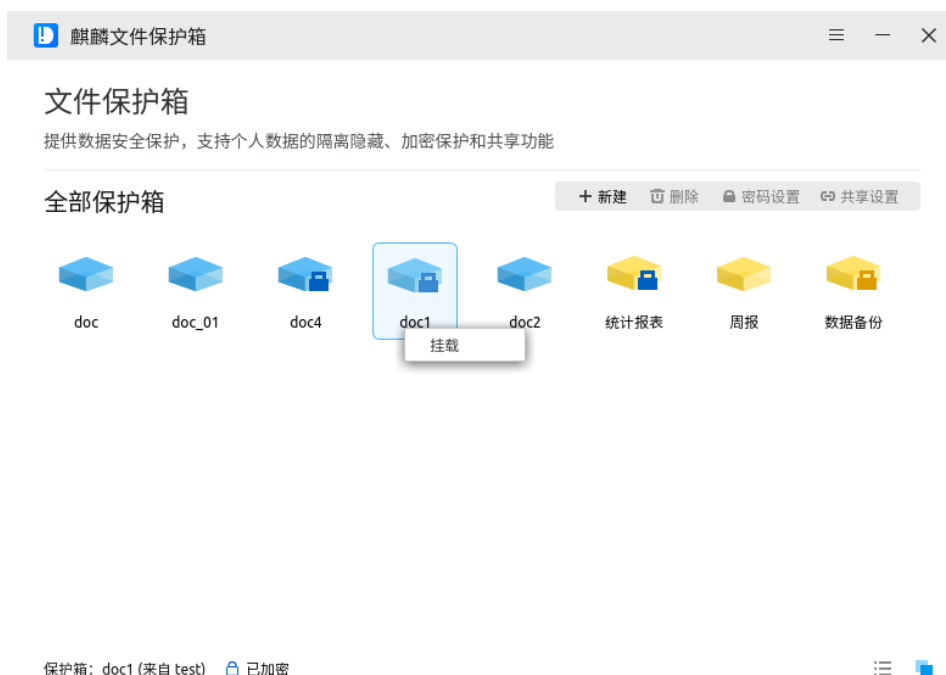 麒麟文件保护箱
文件保护箱
提供数据安全保护，支持个人数据的隔离隐藏、加密保护和共享功能
全部保护箱
新建 删除 密码设置 共享设置
doc doc_01 doc4 doc1 doc2 统计报表 周报 数据备份
挂载
保护箱：doc1 (来自 test) 已加密